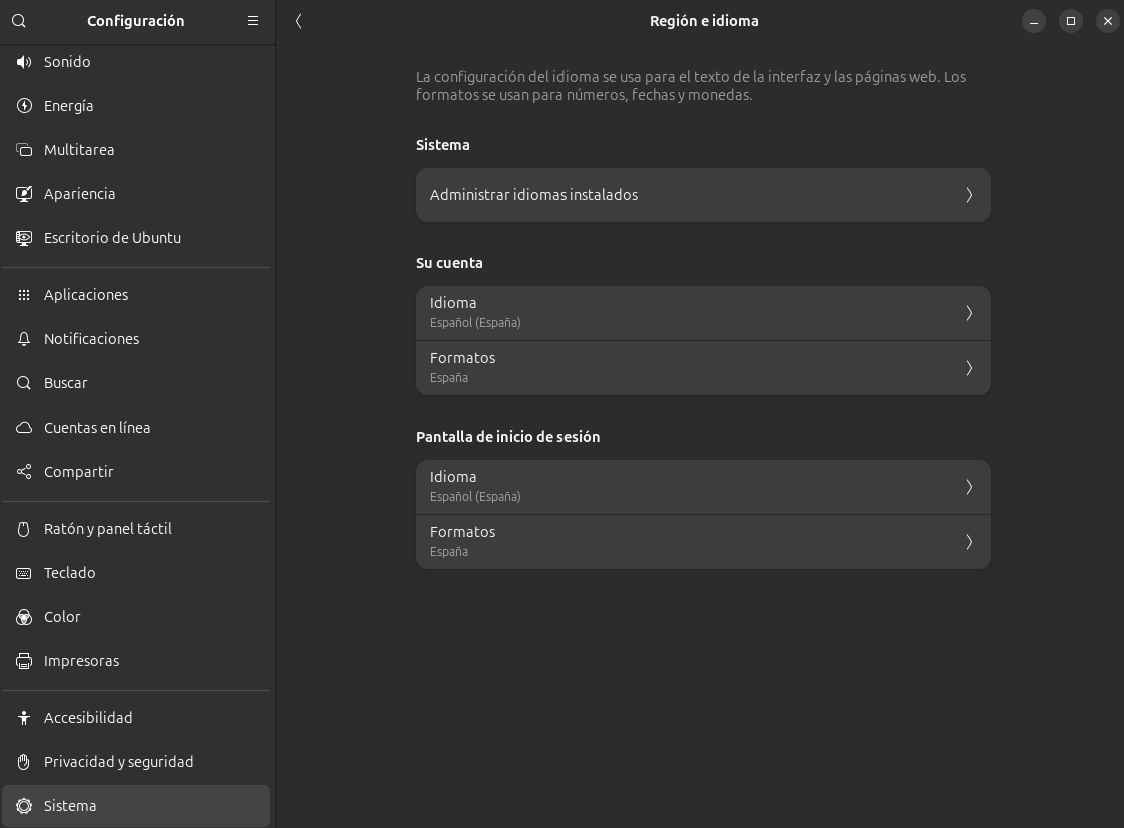 Configuración
Sonido
Energía
Multitarea
Apariencia
Escritorio de Ubuntu
Aplicaciones
Notificaciones
Buscar
Cuentas en línea
Compartir
Ratón y panel táctil
Teclado
Color
Impresoras
Accesibilidad
Privacidad y seguridad
Sistema
Región e idioma
La configuración del idioma se usa para el texto de la interfaz y las páginas web. Los
formatos se usan para números, fechas y monedas.
Sistema
Administrar idiomas instalados
Su cuenta
Idioma
Español (España)
Formatos
España
Pantalla de inicio de sesión
Idioma
Español (España)
Formatos
España